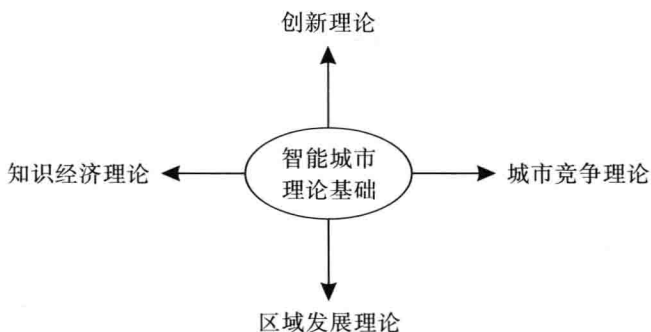 创新理论
智能城市
理论基础
知识经济理论
城市竞争理论
区域发展理论